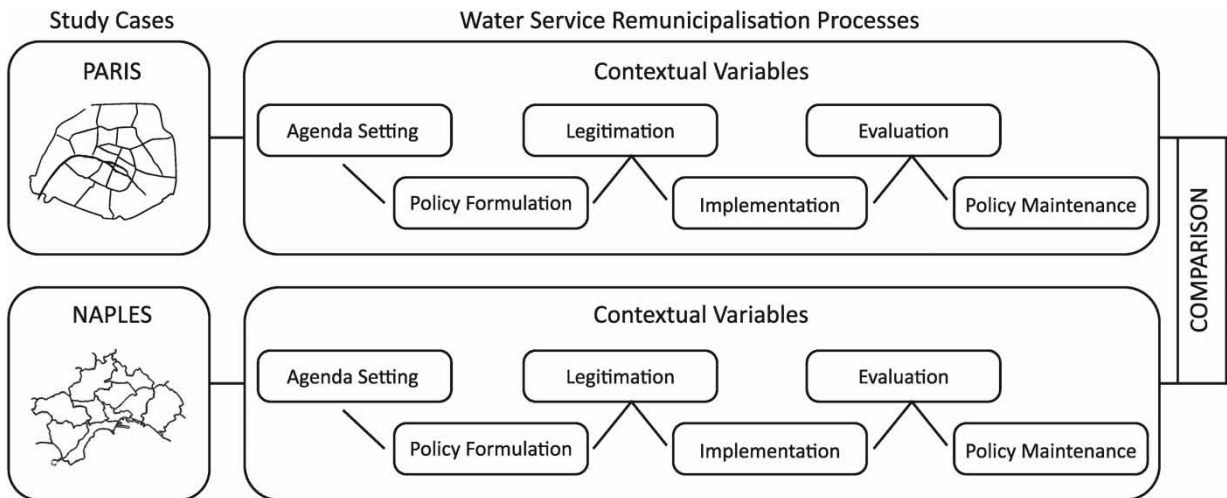 Study Cases
Water Service Remunicipalisation Processes
PARIS
Contextual Variables
Agenda Setting
Legitimation
Evaluation
Policy Formulation
Implementation
Policy Maintenance
NAPLES
Contextual Variables
Agenda Setting
Legitimation
Evaluation
Policy Formulation
Implementation
Policy Maintenance
COMPARISON